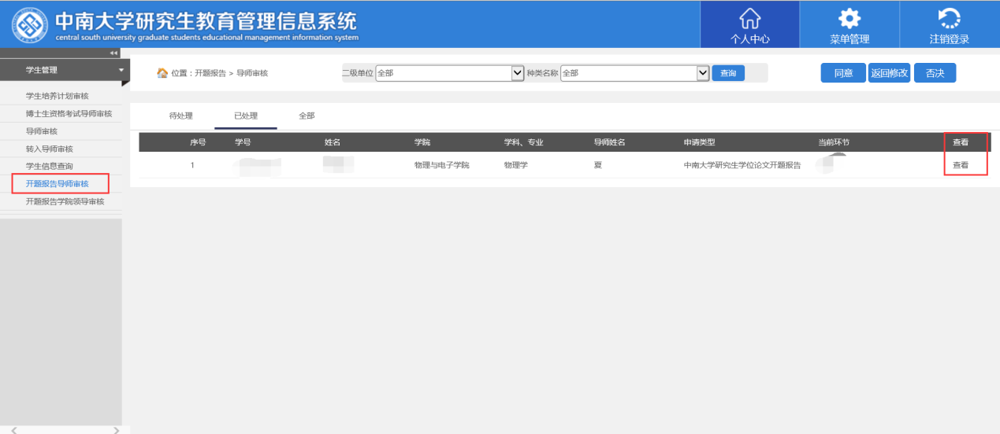 中南大学研究生教育管理信息系统
central south university graduate students educational management information system
个人中心
菜单管理
注销登录
学生管理
学生培养计划审核
博士生资格考试导师审核
导师审核
转入导师审核
学生信息查询
开题报告导师审核
开题报告学院领导审核
位置：开题报告 > 导师审核
二级单位 全部 种类名称 全部 查询
同意 返回修改 否决
待处理 已处理 全部
序号 学号 姓名 学院 学科、专业 导师姓名 申请类型 当前环节 查看
1 物理与电子学院 物理学 夏 中南大学研究生学位论文开题报告 查看